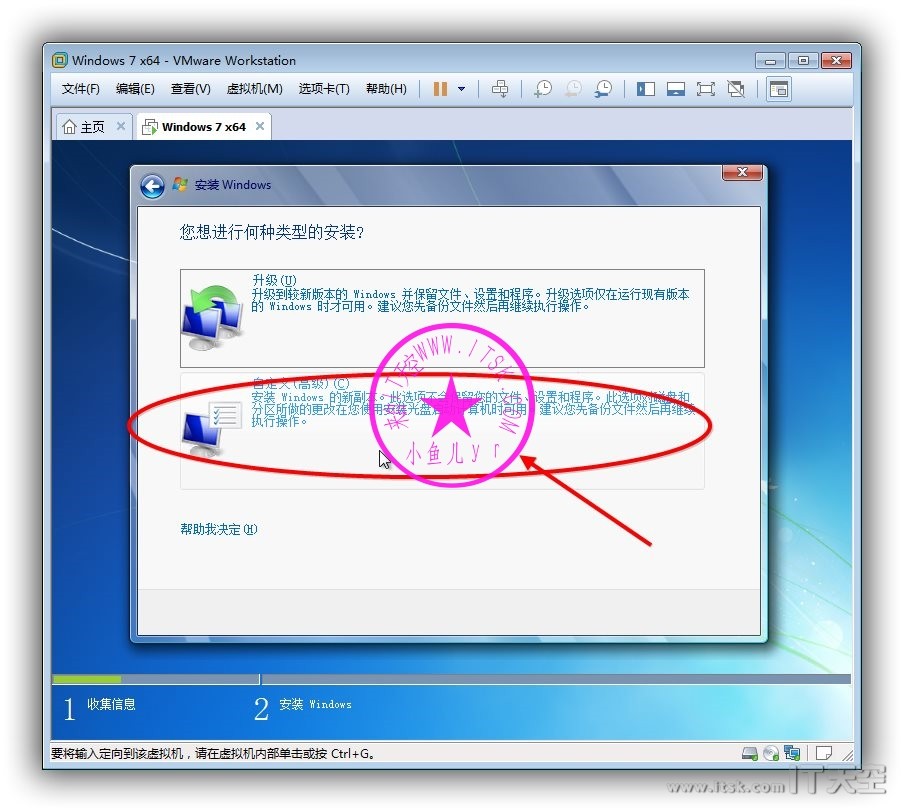 Windows 7 x64 - VMware Workstation
文件(F) 编辑(E) 查看(V) 虚拟机(M) 选项卡(T) 帮助(H)
主页 Windows 7 x64
安装 Windows
您想进行何种类型的安装?
升级(U)
升级到较新版本的 Windows 并保留文件、设置和程序。升级选项仅在运行现有版本
的 Windows 时才可用。建议您先备份文件然后再继续执行操作。
自定义(高级)(C)
安装 Windows 的新副本。此选项不会保留您的文件、设置和程序。此选项对磁盘和
分区所做的更改在您使用安装光盘启动计算机时可用。建议您先备份文件然后再继续
执行操作。
来自IT天空WWW.ITSK.COM
小鱼儿yr
帮助我决定(H)
1 收集信息 2 安装 Windows
要将输入定向到该虚拟机，请在虚拟机内部单击或按 Ctrl+G。
www.itsk.com IT天空